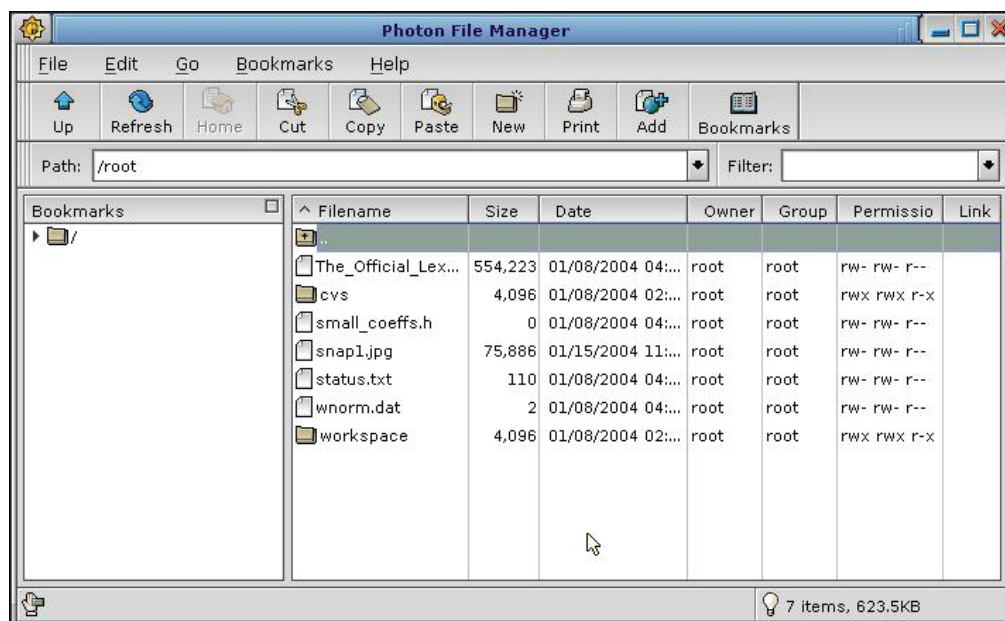 Photon File Manager
File Edit Go Bookmarks Help
Up Refresh Home Cut Copy Paste New Print Add Bookmarks
Path: /root Filter:
Bookmarks ^ Filename Size Date Owner Group Permissio Link
/ ..
The_Official_Lex... 554,223 01/08/2004 04:... root root rw- rw- r--
cvs 4,096 01/08/2004 02:... root root rwx rwx r-x
small_coeffs.h 0 01/08/2004 04:... root root rw- rw- r--
snap1.jpg 75,886 01/15/2004 11:... root root rw- rw- r--
status.txt 110 01/08/2004 04:... root root rw- rw- r--
wnorm.dat 2 01/08/2004 04:... root root rw- rw- r--
workspace 4,096 01/08/2004 02:... root root rwx rwx r-x
7 items, 623.5KB